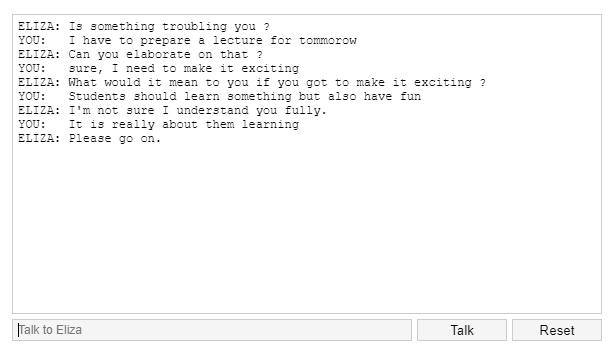 ELIZA: Is something troubling you ?
YOU:   I have to prepare a lecture for tommorow
ELIZA: Can you elaborate on that ?
YOU:   sure, I need to make it exciting
ELIZA: What would it mean to you if you got to make it exciting ?
YOU:   Students should learn something but also have fun
ELIZA: I'm not sure I understand you fully.
YOU:   It is really about them learning
ELIZA: Please go on.
Talk to Eliza
Talk
Reset